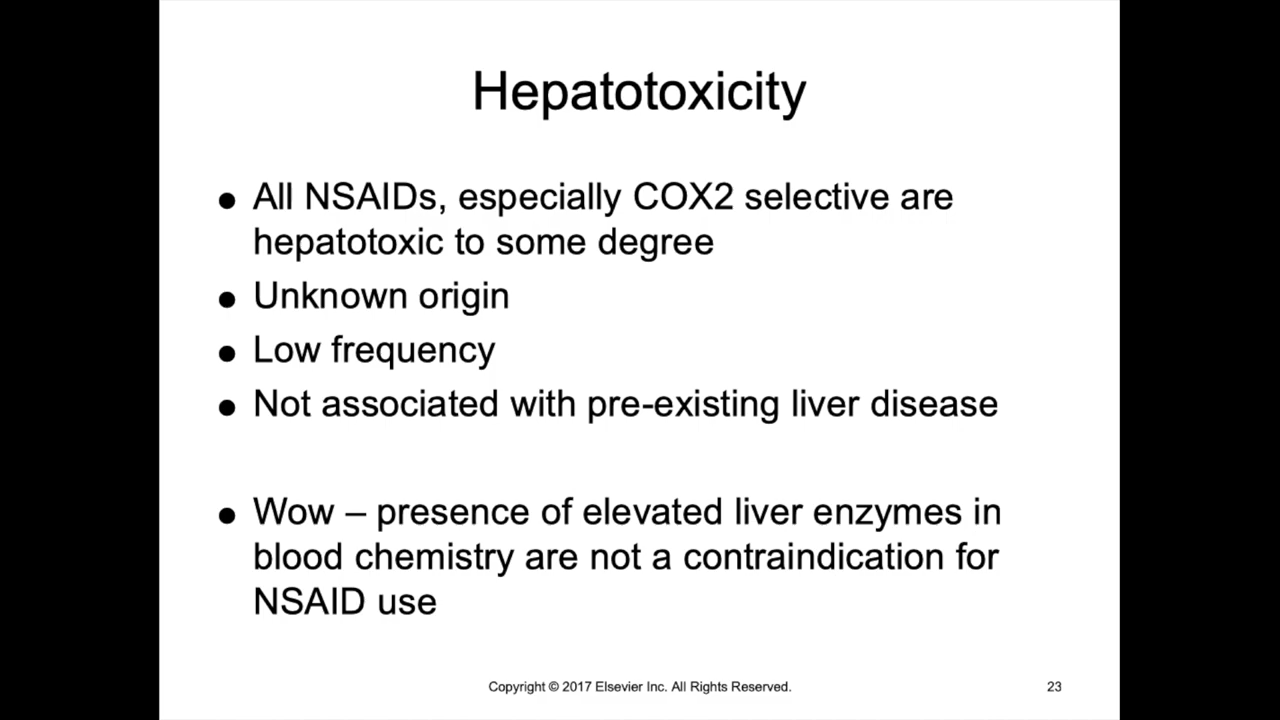 Hepatotoxicity
● All NSAIDs, especially COX2 selective are
hepatotoxic to some degree
● Unknown origin
● Low frequency
● Not associated with pre-existing liver disease
● Wow – presence of elevated liver enzymes in
blood chemistry are not a contraindication for
NSAID use
Copyright © 2017 Elsevier Inc. All Rights Reserved.
23